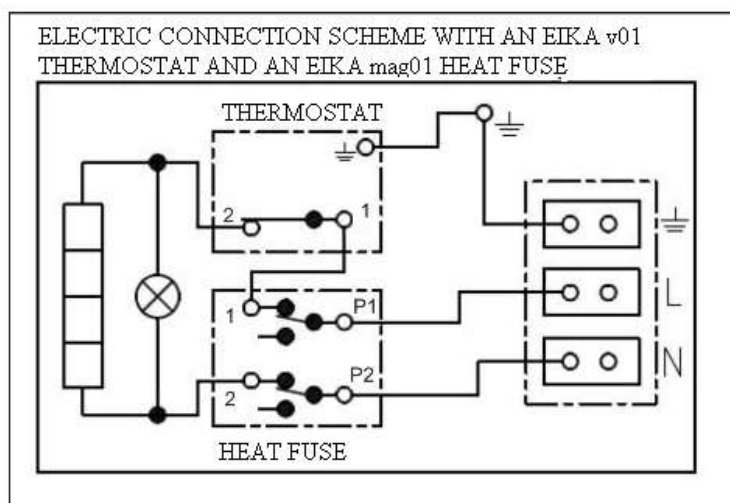 ELECTRIC CONNECTION SCHEME WITH AN EIKA v01
THERMOSTAT AND AN EIKA mag01 HEAT FUSE
THERMOSTAT
2
1
1
P1
L
P2
N
2
HEAT FUSE